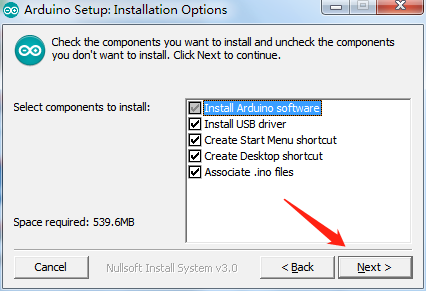 Arduino Setup: Installation Options
Check the components you want to install and uncheck the components
you don't want to install. Click Next to continue.
Select components to install:
Install Arduino software
Install USB driver
Create Start Menu shortcut
Create Desktop shortcut
Associate .ino files
Space required: 539.6MB
Cancel
Nullsoft Install System v3.0
< Back
Next >